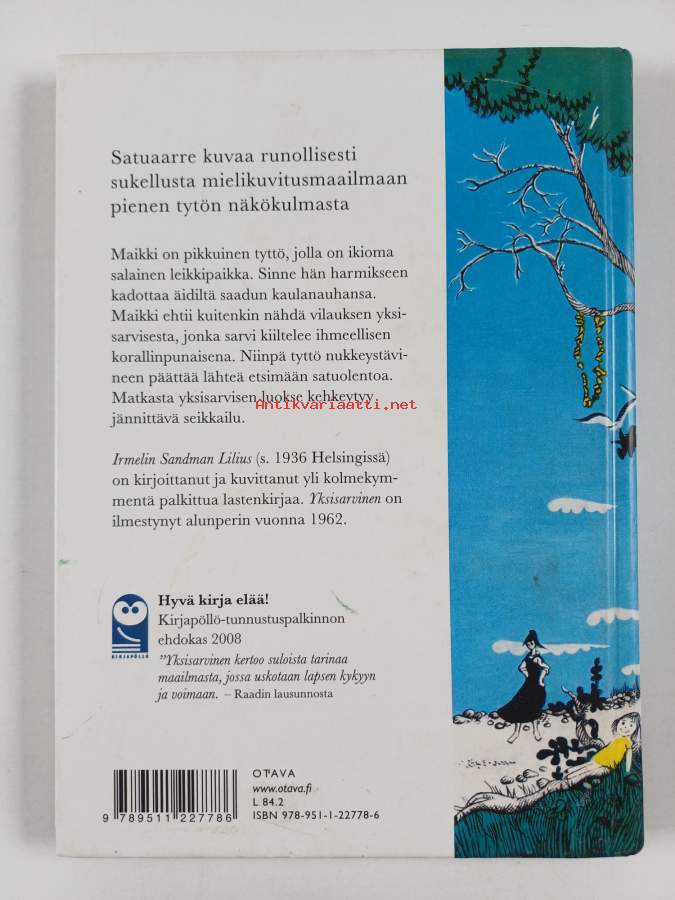 Satuaarre kuvaa runollisesti
sukellusta mielikuvitusmaailmaan
pienen tytön näkökulmasta
Maikki on pikkuinen tyttö, jolla on ikioma
salainen leikkipaikka. Sinne hän harmikseen
kadottaa äidiltä saadun kaulanauhansa.
Maikki ehtii kuitenkin nähdä vilauksen yksi-
sarvisesta, jonka sarvi kiiltelee ihmeellisen
korallinpunaisena. Niinpä tyttö nukkeystävi-
neen päättää lähteä etsimään satuolentoa.
Matkasta yksisarvisen luokse kehkeytyy
Antikvariaatti.net
jännittävä seikkailu.
Irmelin Sandman Lilius (s. 1936 Helsingissä)
on kirjoittanut ja kuvittanut yli kolmekym-
mentä palkittua lastenkirjaa. Yksisarvinen on
ilmestynyt alunperin vuonna 1962.
KIRJAPÖLLÖ
Hyvä kirja elää!
Kirjapöllö-tunnustuspalkinnon
ehdokas 2008
”Yksisarvinen kertoo suloista tarinaa
maailmasta, jossa uskotaan lapsen kykyyn
ja voimaan. – Raadin lausunnosta
9 789511 227786
OTAVA
www.otava.fi
L 84.2
ISBN 978-951-1-22778-6